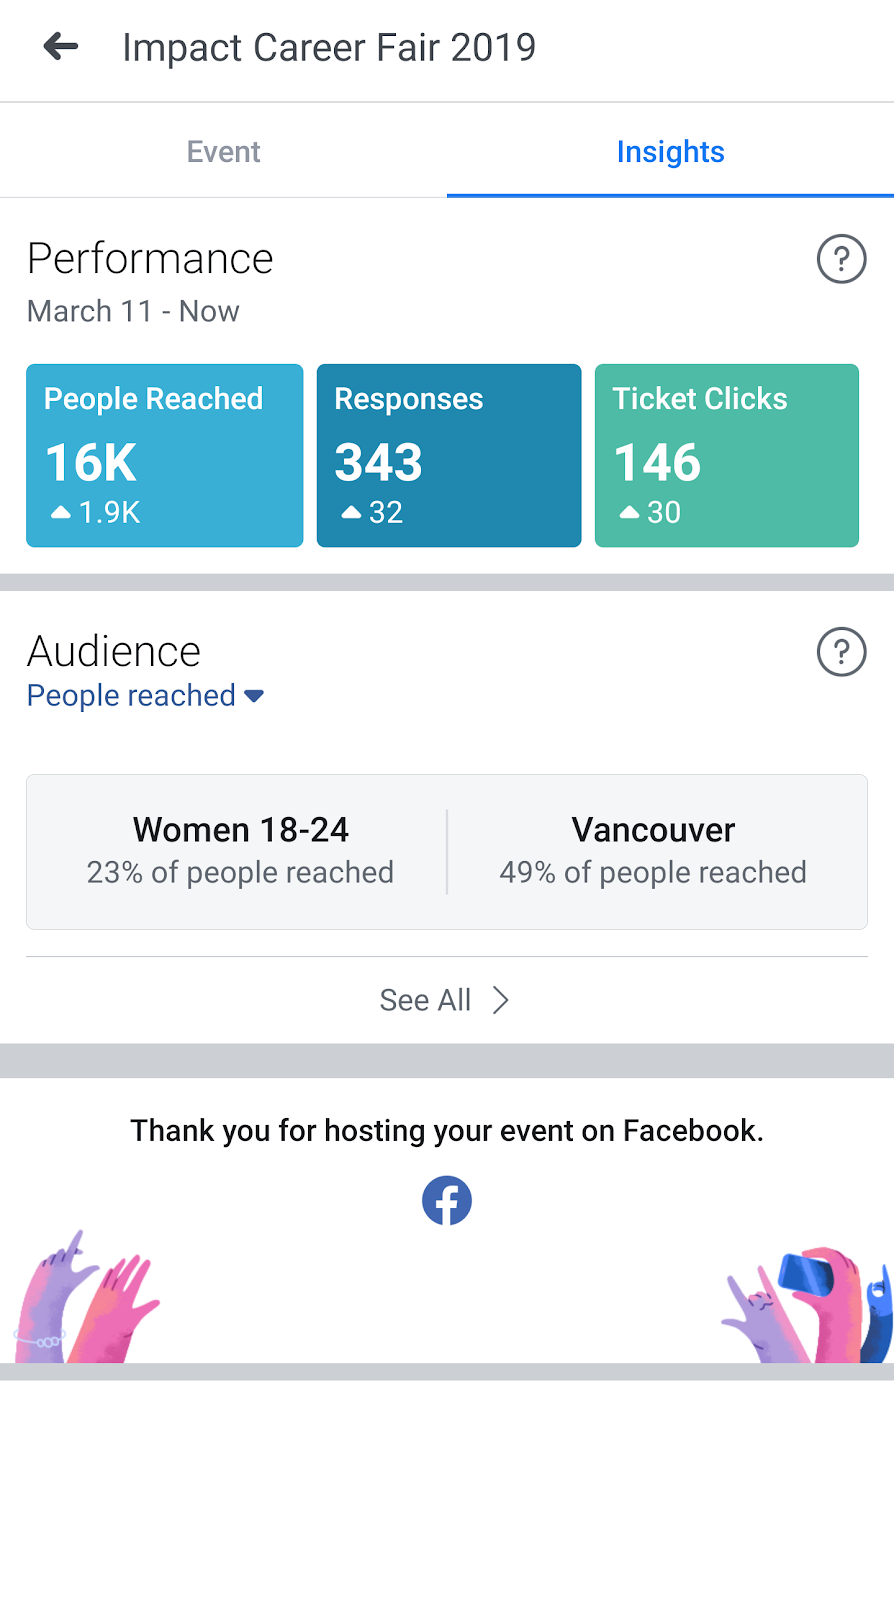 Impact Career Fair 2019
Event
Insights
Performance
?
March 11 - Now
People Reached
16K
1.9K
Responses
343
32
Ticket Clicks
146
30
Audience
?
People reached
Women 18-24
23% of people reached
Vancouver
49% of people reached
See All
Thank you for hosting your event on Facebook.